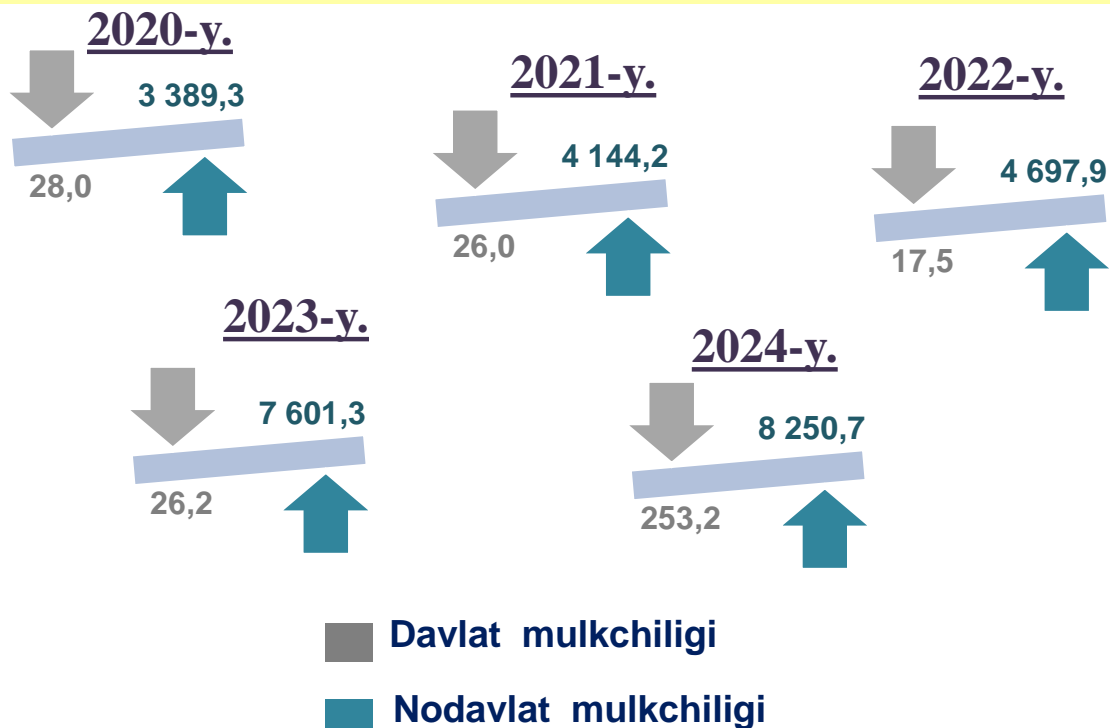 2020-y.
3 389,3
28,0
2021-y.
4 144,2
26,0
2022-y.
4 697,9
17,5
2023-y.
7 601,3
26,2
2024-y.
8 250,7
253,2
Davlat mulkchiligi
Nodavlat mulkchiligi